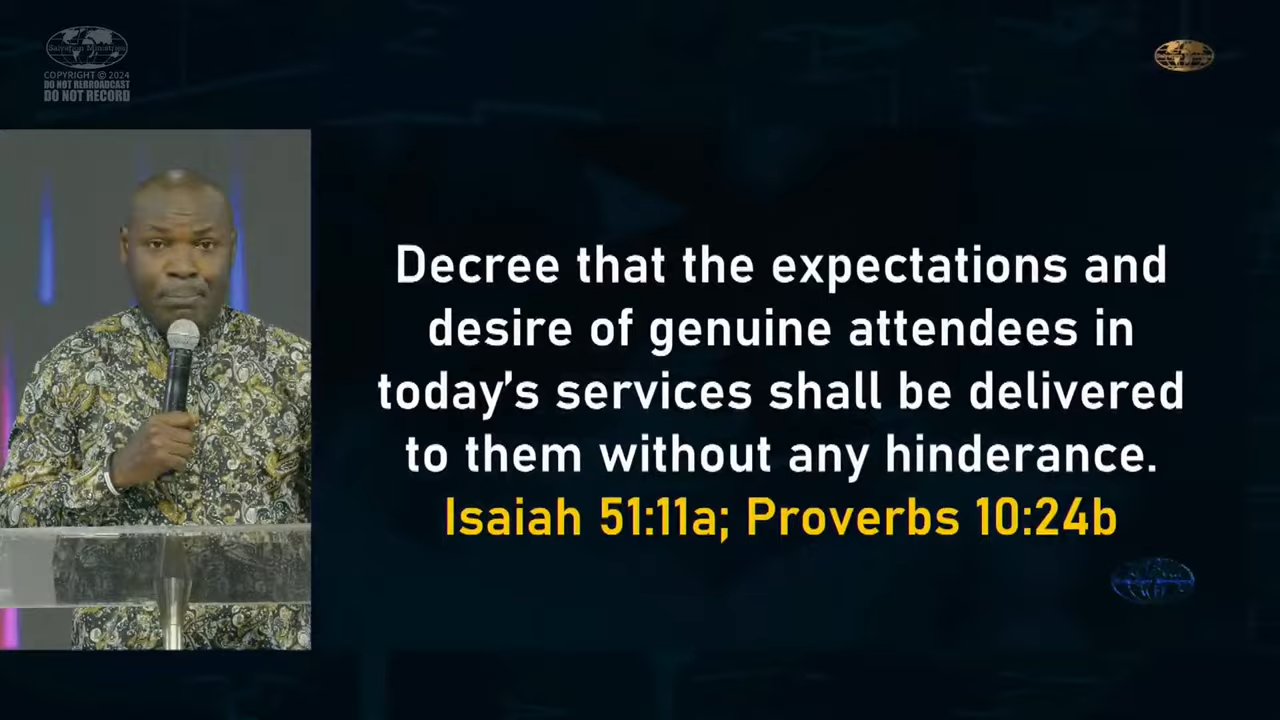 Salvation Ministries
COPYRIGHT © 2024
DO NOT REBROADCAST
DO NOT RECORD
Decree that the expectations and
desire of genuine attendees in
today's services shall be delivered
to them without any hinderance.
Isaiah 51:11a; Proverbs 10:24b